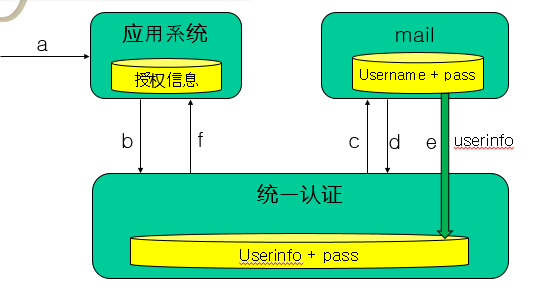 应用系统
mail
a
授权信息
Username + pass
b
f
c
d
e
userinfo
统一认证
Userinfo + pass